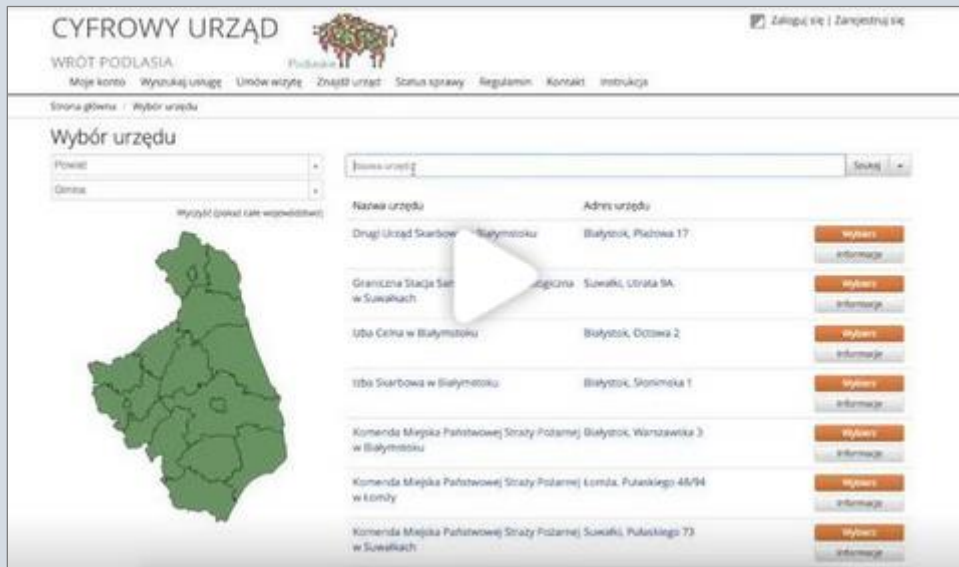 CYFROWY URZĄD
WRÓT PODLASIA
Podlaskie
Zaloguj się | Zarejestruj się
Moje konto Wyszukaj usługę Umów wizytę Znajdź urząd Status sprawy Regulamin Kontakt Instrukcja
Strona główna / Wybór urzędu
Wybór urzędu
Powiat
Gmina
Wyczyść (pokaż całe województwo)
Nazwa urzędu
Szukaj
Nazwa urzędu Adres urzędu
Drugi Urząd Skarbowy w Białymstoku Białystok, Plażowa 17
Wybierz
Informacje
Graniczna Stacja Suwałki, Utrata 9A
w Suwałkach
Wybierz
Informacje
Izba Celna w Białymstoku Białystok, Octowa 2
Wybierz
Informacje
Izba Skarbowa w Białymstoku Białystok, Słonimska 1
Wybierz
Informacje
Komenda Miejska Państwowej Straży Pożarnej Białystok, Warszawska 3
w Białymstoku
Wybierz
Informacje
Komenda Miejska Państwowej Straży Pożarnej Łomża, Pułaskiego 48/94
w Łomży
Wybierz
Informacje
Komenda Miejska Państwowej Straży Pożarnej Suwałki, Pułaskiego 73
w Suwałkach
Wybierz
Informacje